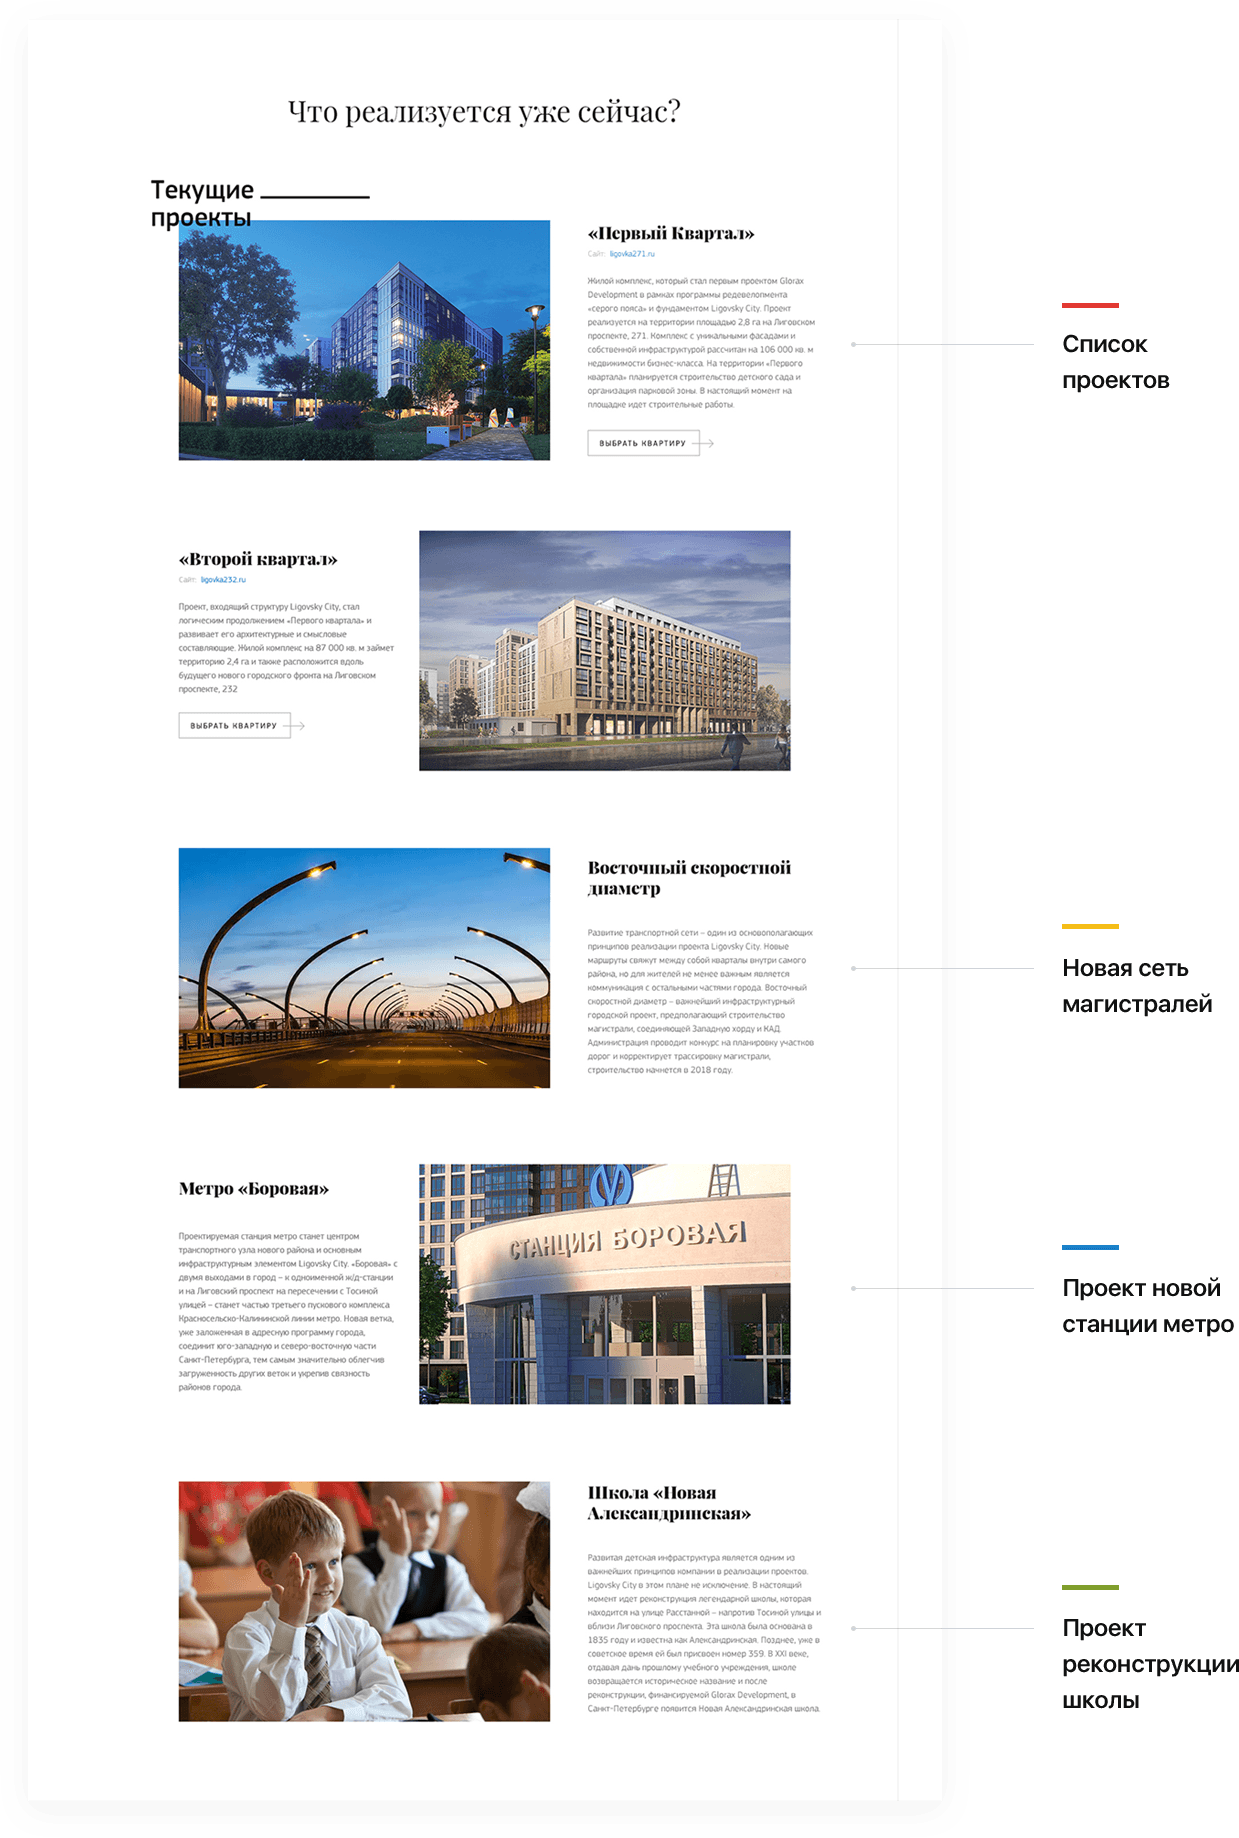 Что реализуется уже сейчас?
Текущие
проекты
«Первый Квартал»
Сайт: ligovka271.ru
Жилой комплекс, который стал первым проектом Glorax
Development в рамках программы редевелопмента
«серого пояса» и фундаментом Ligovsky City. Проект
реализуется на территории площадью 2,8 га на Лиговском
проспекте, 271. Комплекс с уникальными фасадами и
собственной инфраструктурой рассчитан на 106 000 кв. м
недвижимости бизнес-класса. На территории «Первого
квартала» планируется строительство детского сада и
организация парковой зоны. В настоящий момент на
площадке идет строительные работы.
ВЫБРАТЬ КВАРТИРУ
Список
проектов
«Второй квартал»
Сайт: ligovka232.ru
Проект, входящий структуру Ligovsky City, стал
логическим продолжением «Первого квартала» и
развивает его архитектурные и смысловые
составляющие. Жилой комплекс на 87 000 кв. м займет
территорию 2,4 га и также расположится вдоль
будущего нового городского фронта на Лиговском
проспекте, 232
ВЫБРАТЬ КВАРТИРУ
Восточный скоростной
диаметр
Развитие транспортной сети – один из основополагающих
принципов реализации проекта Ligovsky City. Новые
маршруты свяжут между собой кварталы внутри самого
района, но для жителей не менее важным является
коммуникация с остальными частями города. Восточный
скоростной диаметр – важнейший инфраструктурный
городской проект, предполагающий строительство
магистрали, соединяющей Западную хорду и КАД.
Администрация проводит конкурс на планировку участков
дорог и корректирует трассировку магистрали,
строительство начнется в 2018 году.
Новая сеть
магистралей
Метро «Боровая»
Проектируемая станция метро станет центром
транспортного узла нового района и основным
инфраструктурным элементом Ligovsky City. «Боровая» с
двумя выходами в город – к одноименной ж/д-станции
и на Лиговский проспект на пересечении с Тосиной
улицей – станет частью третьего пускового комплекса
Красносельско-Калининской линии метро. Новая ветка,
уже заложенная в адресную программу города,
соединит юго-западную и северо-восточную части
Санкт-Петербурга, тем самым значительно облегчив
загруженность других веток и укрепив связность
районов города.
СТАНЦИЯ БОРОВАЯ
Проект новой
станции метро
Школа «Новая
Александринская»
Развитая детская инфраструктура является одним из
важнейших принципов компании в реализации проектов.
Ligovsky City в этом плане не исключение. В настоящий
момент идет реконструкция легендарной школы, которая
находится на улице Расстанной – напротив Тосиной улицы и
вблизи Лиговского проспекта. Эта школа была основана в
1835 году и известна как Александринская. Позднее, уже в
советское время ей был присвоен номер 359. В XXI веке,
отдавая дань прошлому учебного учреждения, школе
возвращается историческое название и после
реконструкции, финансируемой Glorax Development, в
Санкт-Петербурге появится Новая Александринская школа.
Проект
реконструкции
школы